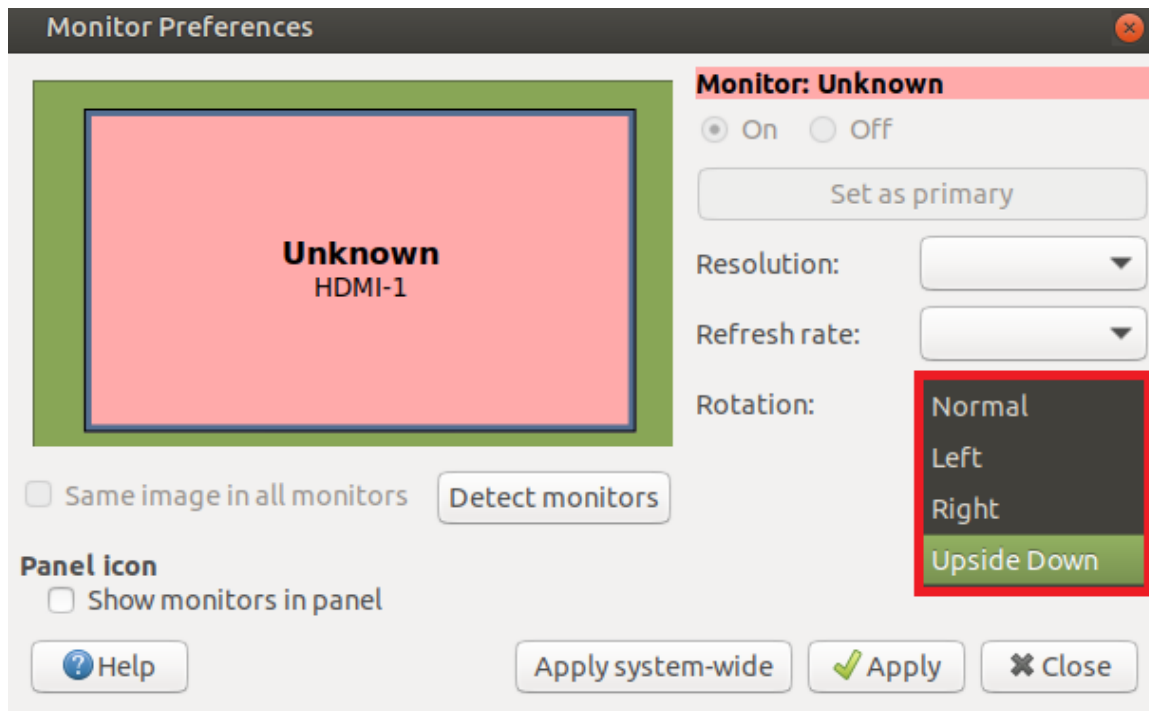 Monitor Preferences
Monitor: Unknown
On Off
Set as primary
Unknown
HDMI-1
Resolution:
Refresh rate:
Rotation:
Normal
Left
Right
Upside Down
Same image in all monitors
Detect monitors
Panel icon
Show monitors in panel
Help
Apply system-wide
Apply
Close